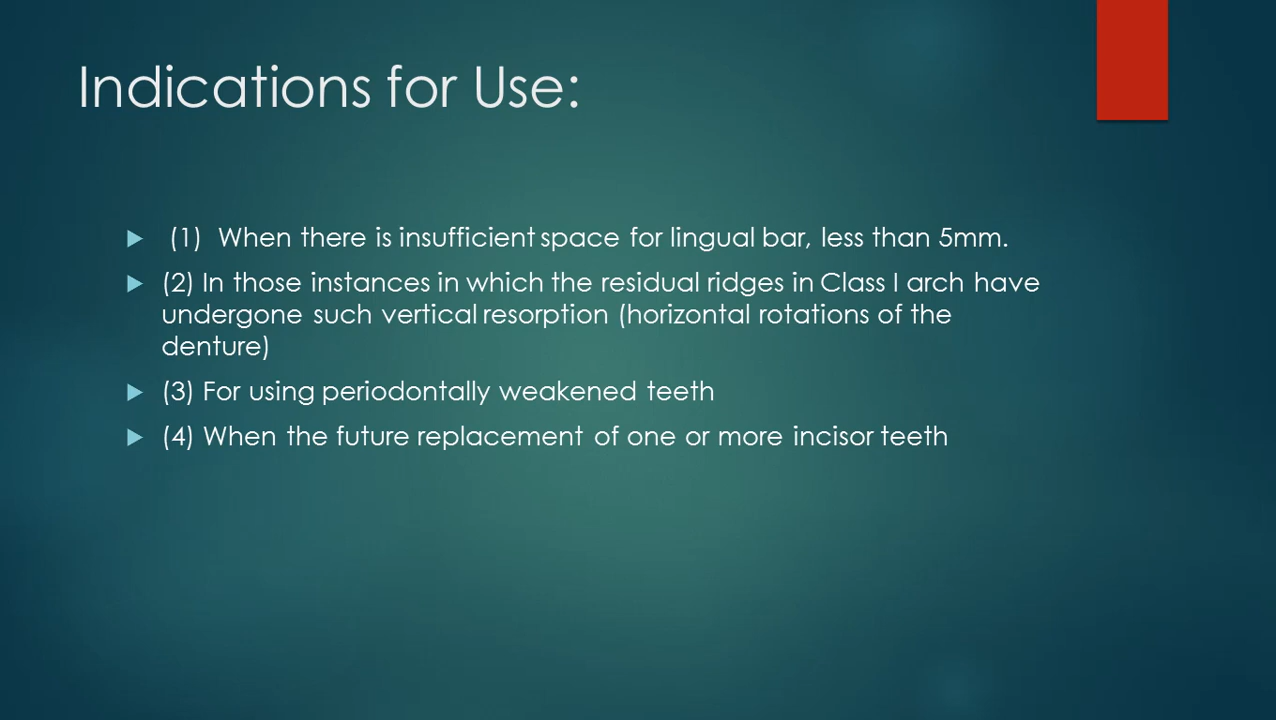 Indications for Use:
(1) When there is insufficient space for lingual bar, less than 5mm.
(2) In those instances in which the residual ridges in Class I arch have
undergone such vertical resorption (horizontal rotations of the
denture)
(3) For using periodontally weakened teeth
(4) When the future replacement of one or more incisor teeth